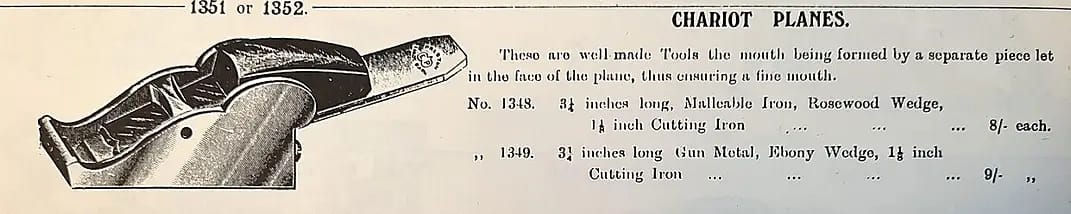 1351 or 1352.
CHARIOT PLANES.
These are well-made Tools the mouth being formed by a separate piece let
in the face of the plane, thus ensuring a fine mouth.
No. 1348. 3¼ inches long, Malleable Iron, Rosewood Wedge,
1⅛ inch Cutting Iron ... ... ... 8/- each.
,, 1349. 3¼ inches long Gun Metal, Ebony Wedge, 1⅛ inch
Cutting Iron ... ... ... ... 9/- ,,